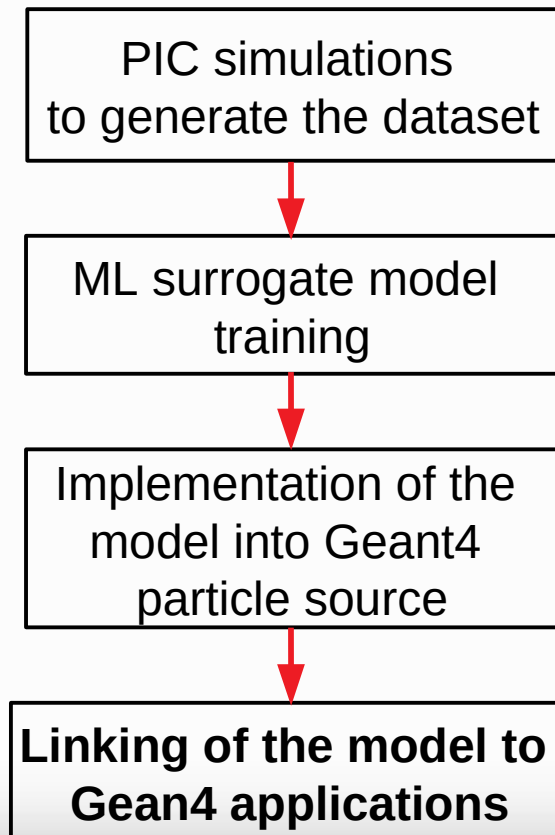 PIC simulations
to generate the dataset
ML surrogate model
training
Implementation of the
model into Geant4
particle source
Linking of the model to
Gean4 applications